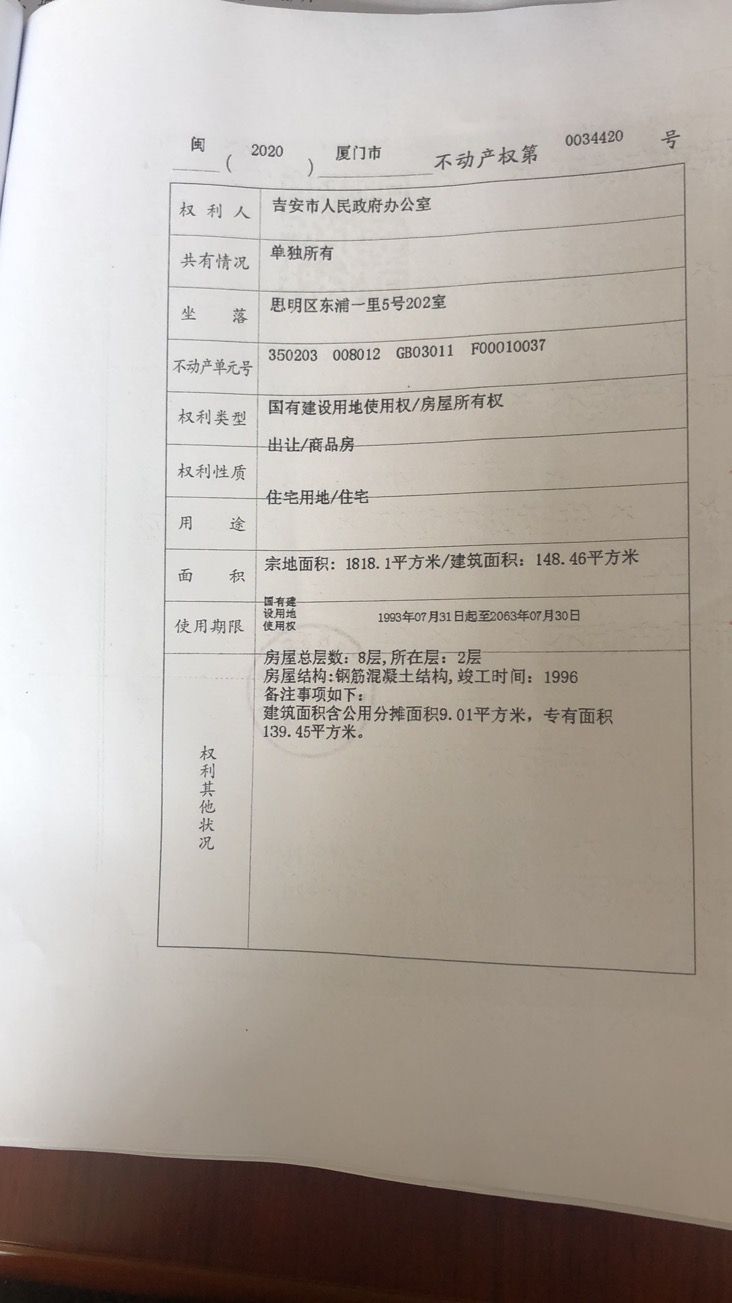 闽(2020)厦门市不动产权第0034420号
权利人 吉安市人民政府办公室
共有情况 单独所有
坐落 思明区东浦一里5号202室
不动产单元号 350203 008012 GB03011 F00010037
权利类型 国有建设用地使用权/房屋所有权
权利性质 出让/商品房
用途 住宅用地/住宅
面积 宗地面积: 1818.1平方米/建筑面积: 148.46平方米
使用期限 国有建设用地使用权 1993年07月31日起至2063年07月30日
权利其他状况
房屋总层数: 8层,所在层: 2层
房屋结构:钢筋混凝土结构,竣工时间: 1996
备注事项如下:
建筑面积含公用分摊面积9.01平方米, 专有面积
139.45平方米。